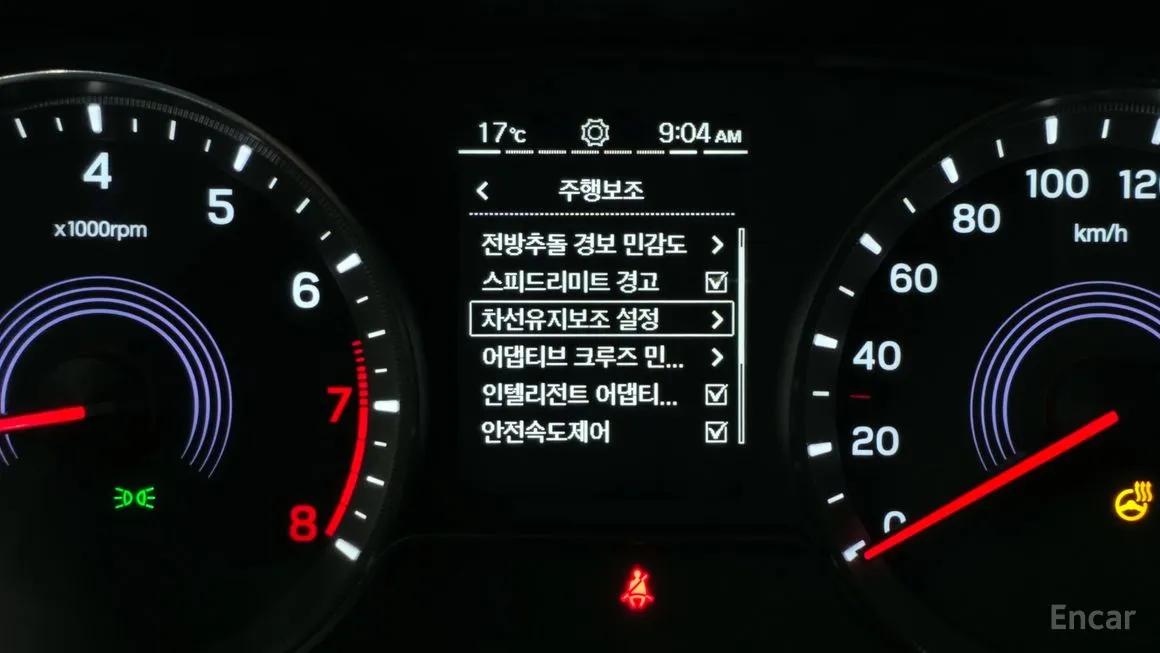 17℃ 9:04 AM
주행보조
전방추돌 경보 민감도
스피드리미트 경고
차선유지보조 설정
어댑티브 크루즈 민...
인텔리전트 어댑티...
안전속도제어
4
5
x1000rpm
6
7
8
100
80
km/h
60
40
20
0
Encar